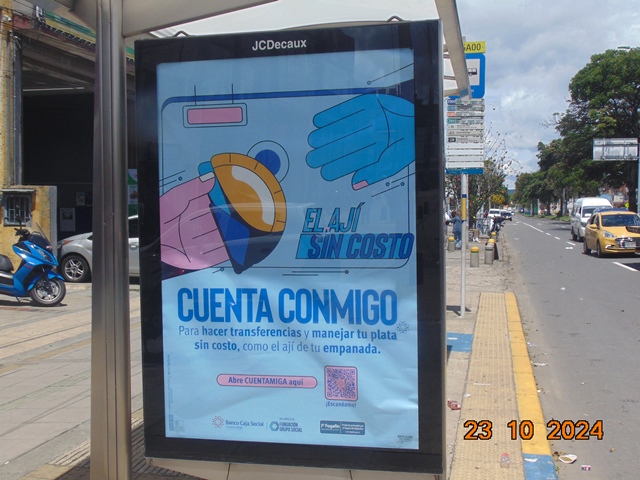 JCDecaux
EL AJÍ
SIN COSTO
CUENTA CONMIGO
Para hacer transferencias y manejar tu plata
sin costo, como el ají de tu empanada.
Abre CUENTAMIGA aquí
¡Escanéame!
Banco Caja Social
FUNDACIÓN
GRUPO SOCIAL
Fogafín
23 10 2024